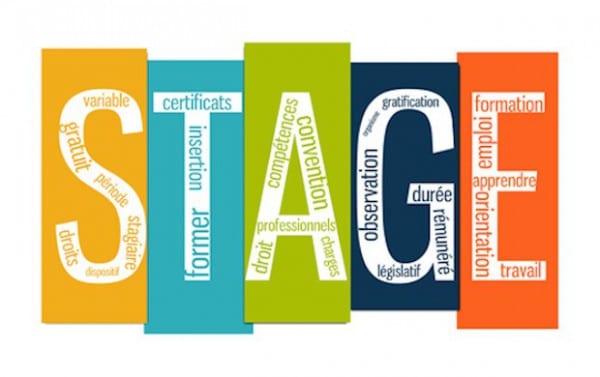 STAGE
variable
gratuit
période
stagiaire
droits
dispositif
certificats
insertion
former
compétences
convention
professionnels
droit
charges
gratification
organisme
observation
durée
rémunéré
législatif
formation
emploi
apprendre
orientation
travail